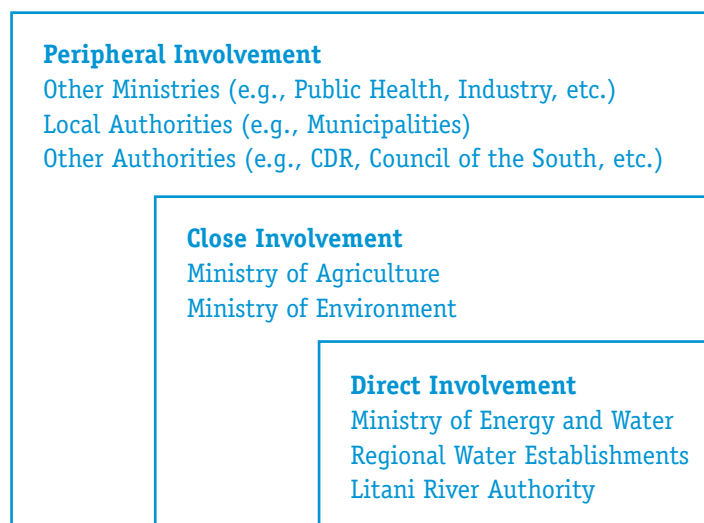 Peripheral Involvement
Other Ministries (e.g., Public Health, Industry, etc.)
Local Authorities (e.g., Municipalities)
Other Authorities (e.g., CDR, Council of the South, etc.)
Close Involvement
Ministry of Agriculture
Ministry of Environment
Direct Involvement
Ministry of Energy and Water
Regional Water Establishments
Litani River Authority